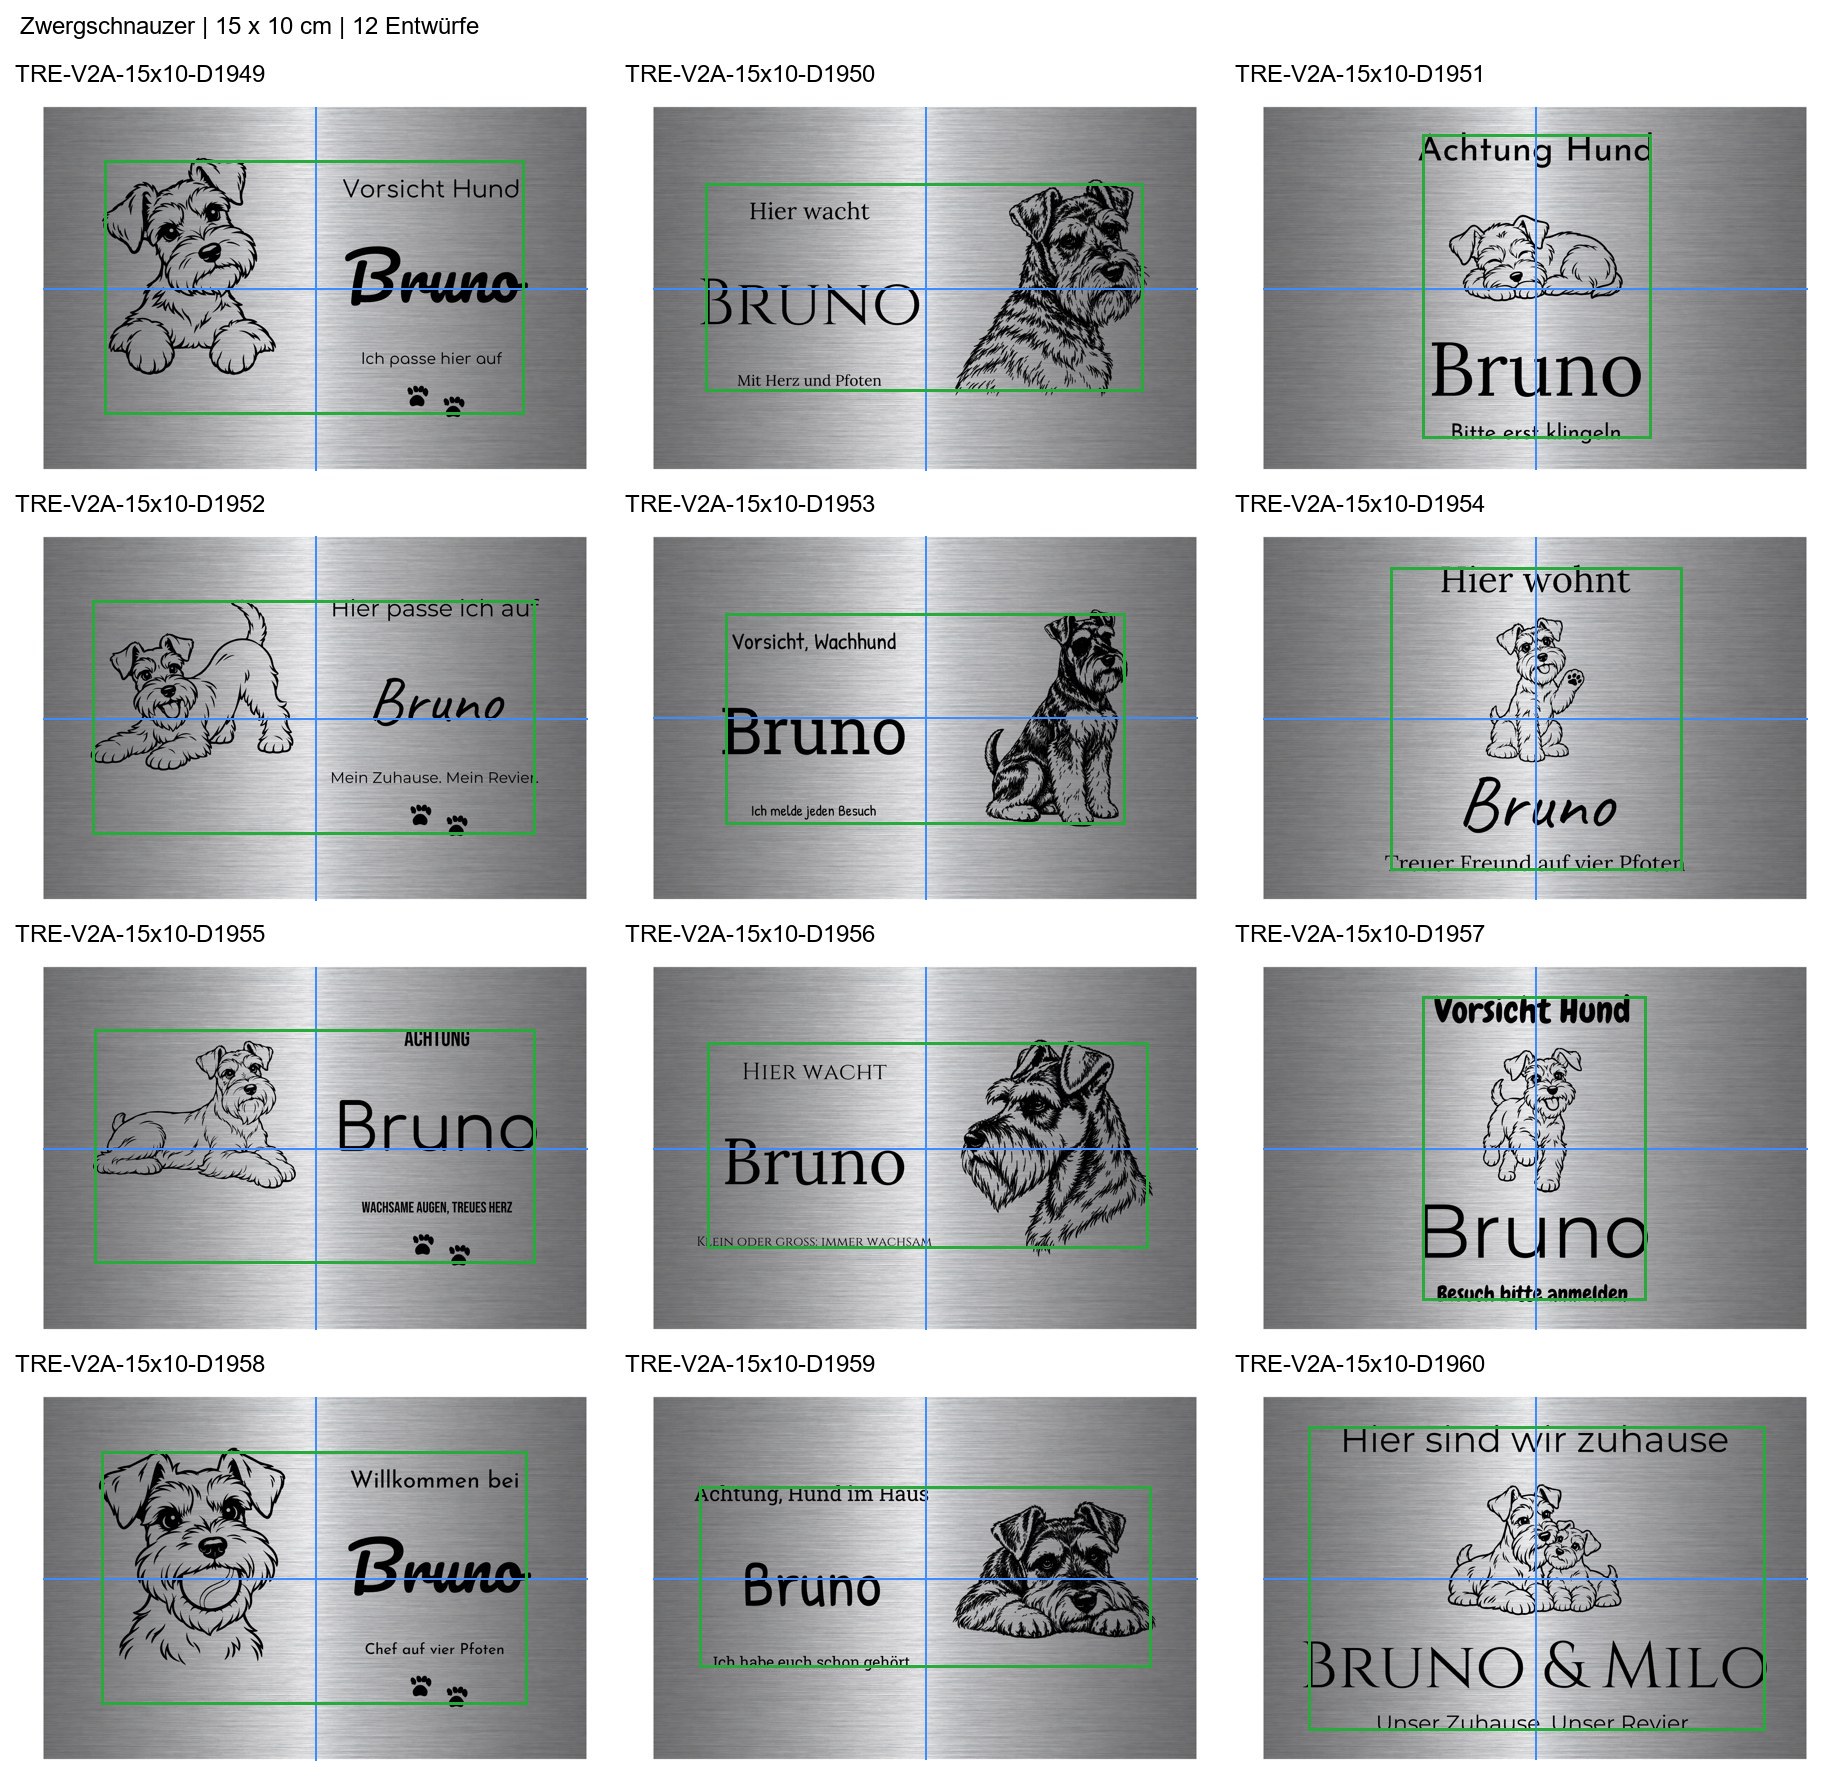 Zwergschnauzer | 15 x 10 cm | 12 Entwürfe
TRE-V2A-15x10-D1949
Vorsicht Hund
Bruno
Ich passe hier auf
TRE-V2A-15x10-D1950
Hier wacht
BRUNO
Mit Herz und Pfoten
TRE-V2A-15x10-D1951
Achtung Hund
Bruno
Bitte erst klingeln
TRE-V2A-15x10-D1952
Hier passe ich auf
Bruno
Mein Zuhause. Mein Revier.
TRE-V2A-15x10-D1953
Vorsicht, Wachhund
Bruno
Ich melde jeden Besuch
TRE-V2A-15x10-D1954
Hier wohnt
Bruno
Treuer Freund auf vier Pfoten
TRE-V2A-15x10-D1955
ACHTUNG
Bruno
WACHSAME AUGEN, TREUES HERZ
TRE-V2A-15x10-D1956
HIER WACHT
Bruno
KLEIN ODER GROSS: IMMER WACHSAM
TRE-V2A-15x10-D1957
Vorsicht Hund
Bruno
Besuch bitte anmelden
TRE-V2A-15x10-D1958
Willkommen bei
Bruno
Chef auf vier Pfoten
TRE-V2A-15x10-D1959
Achtung, Hund im Haus
Bruno
Ich habe euch schon gehört
TRE-V2A-15x10-D1960
Hier sind wir zuhause
BRUNO & MILO
Unser Zuhause. Unser Revier.